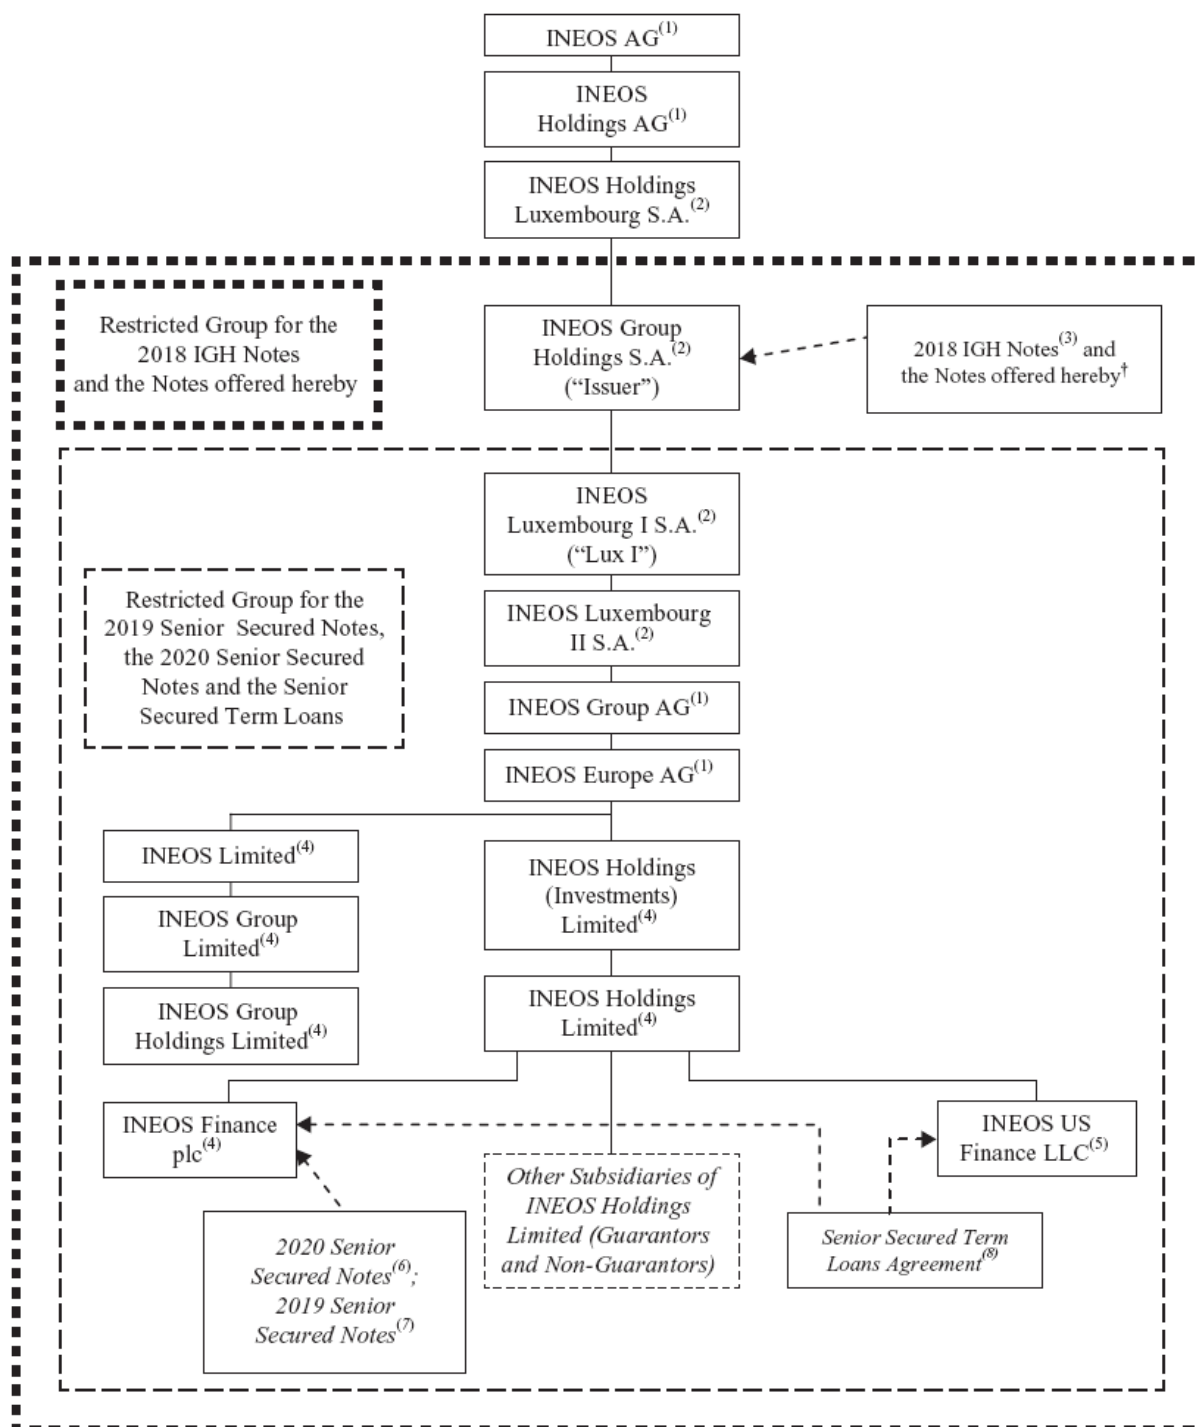 INEOS AG(1)
INEOS
Holdings AG(1)
INEOS Holdings
Luxembourg S.A.(2)
Restricted Group for the
2018 IGH Notes
and the Notes offered hereby
INEOS Group
Holdings S.A.(2)
(“Issuer”)
2018 IGH Notes(3) and
the Notes offered hereby†
INEOS
Luxembourg I S.A.(2)
(“Lux I”)
Restricted Group for the
2019 Senior Secured Notes,
the 2020 Senior Secured
Notes and the Senior
Secured Term Loans
INEOS Luxembourg
II S.A.(2)
INEOS Group AG(1)
INEOS Europe AG(1)
INEOS Limited(4)
INEOS Group
Limited(4)
INEOS Group
Holdings Limited(4)
INEOS Holdings
(Investments)
Limited(4)
INEOS Holdings
Limited(4)
INEOS Finance
plc(4)
INEOS US
Finance LLC(5)
Other Subsidiaries of
INEOS Holdings
Limited (Guarantors
and Non-Guarantors)
2020 Senior
Secured Notes(6);
2019 Senior
Secured Notes(7)
Senior Secured Term
Loans Agreement(8)